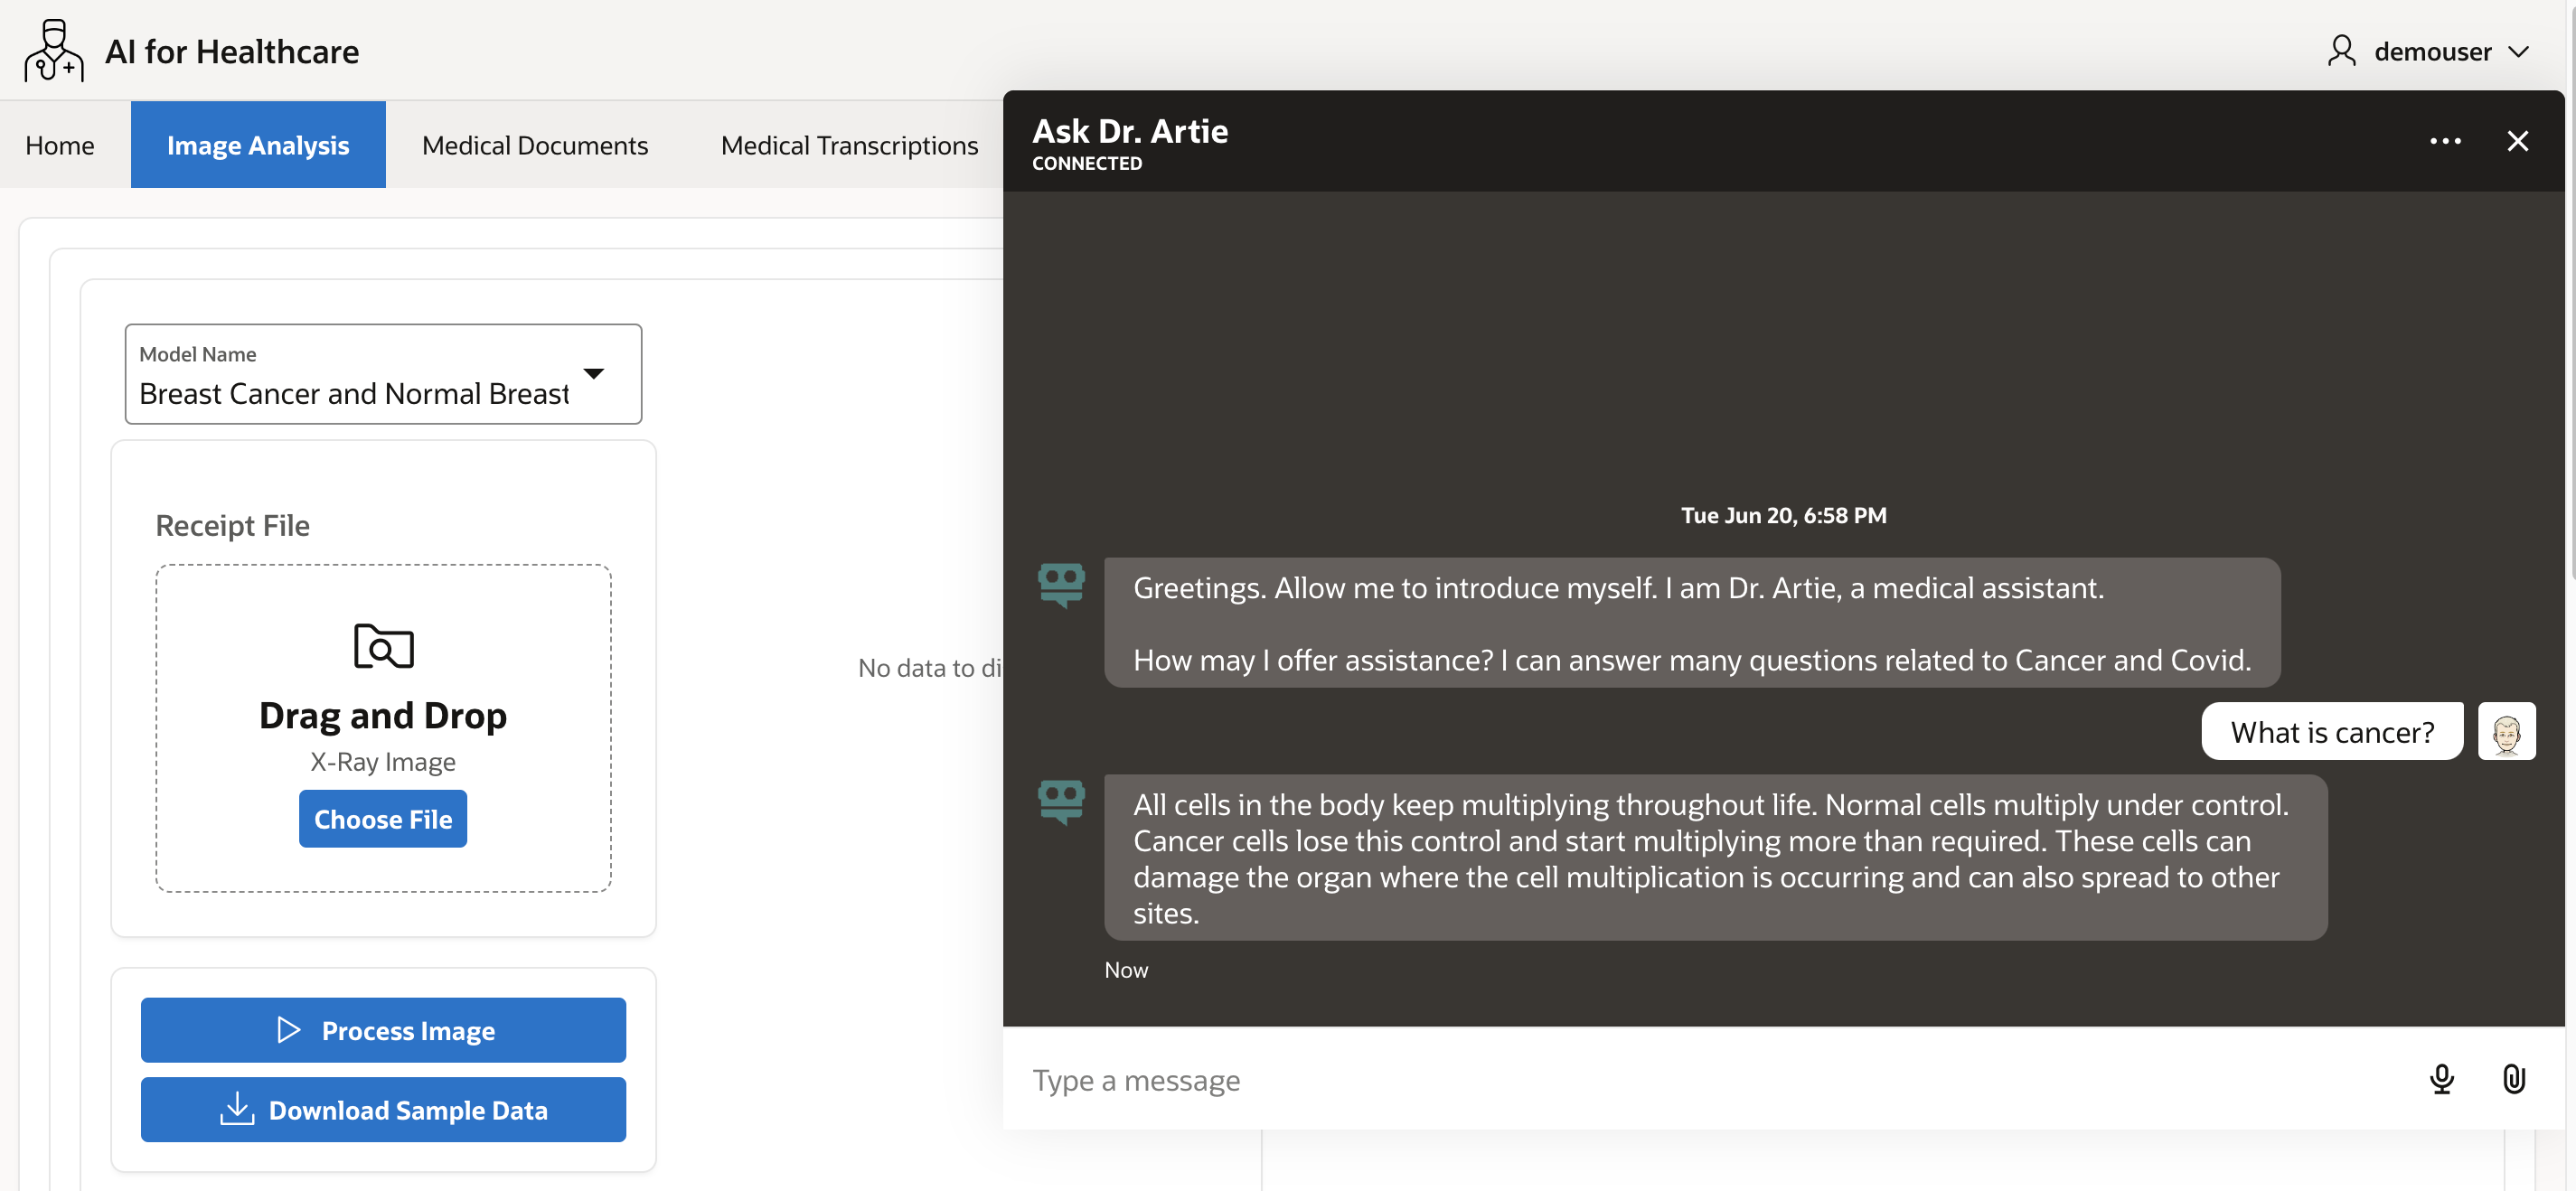 AI for Healthcare
demouser
Home
Image Analysis
Medical Documents
Medical Transcriptions
Model Name
Breast Cancer and Normal Breast
Receipt File
Drag and Drop
X-Ray Image
Choose File
Process Image
Download Sample Data
No data to di
Ask Dr. Artie
CONNECTED
Tue Jun 20, 6:58 PM
Greetings. Allow me to introduce myself. I am Dr. Artie, a medical assistant.
How may I offer assistance? I can answer many questions related to Cancer and Covid.
What is cancer?
All cells in the body keep multiplying throughout life. Normal cells multiply under control.
Cancer cells lose this control and start multiplying more than required. These cells can
damage the organ where the cell multiplication is occurring and can also spread to other
sites.
Now
Type a message